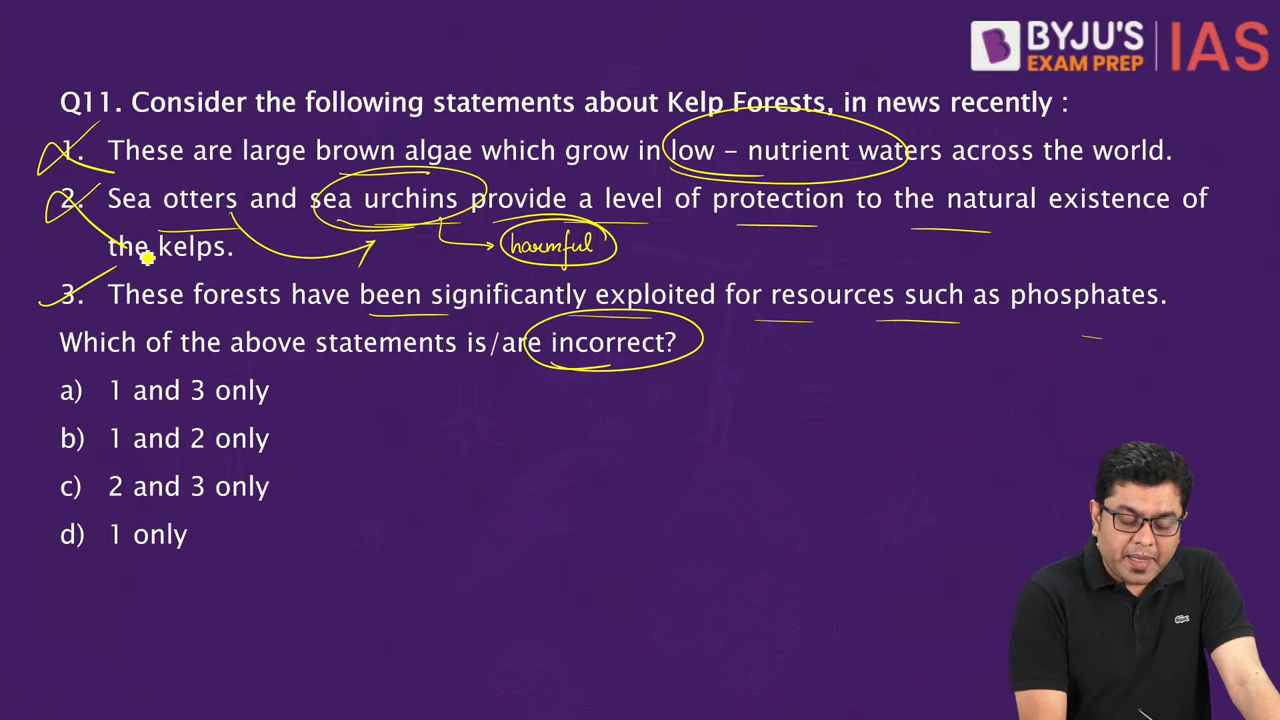 BYJU'S
EXAM PREP
IAS
Q11. Consider the following statements about Kelp Forests, in news recently :
1. These are large brown algae which grow in low - nutrient waters across the world.
2. Sea otters and sea urchins provide a level of protection to the natural existence of
the kelps.
harmful
3. These forests have been significantly exploited for resources such as phosphates.
Which of the above statements is/are incorrect?
a) 1 and 3 only
b) 1 and 2 only
c) 2 and 3 only
d) 1 only